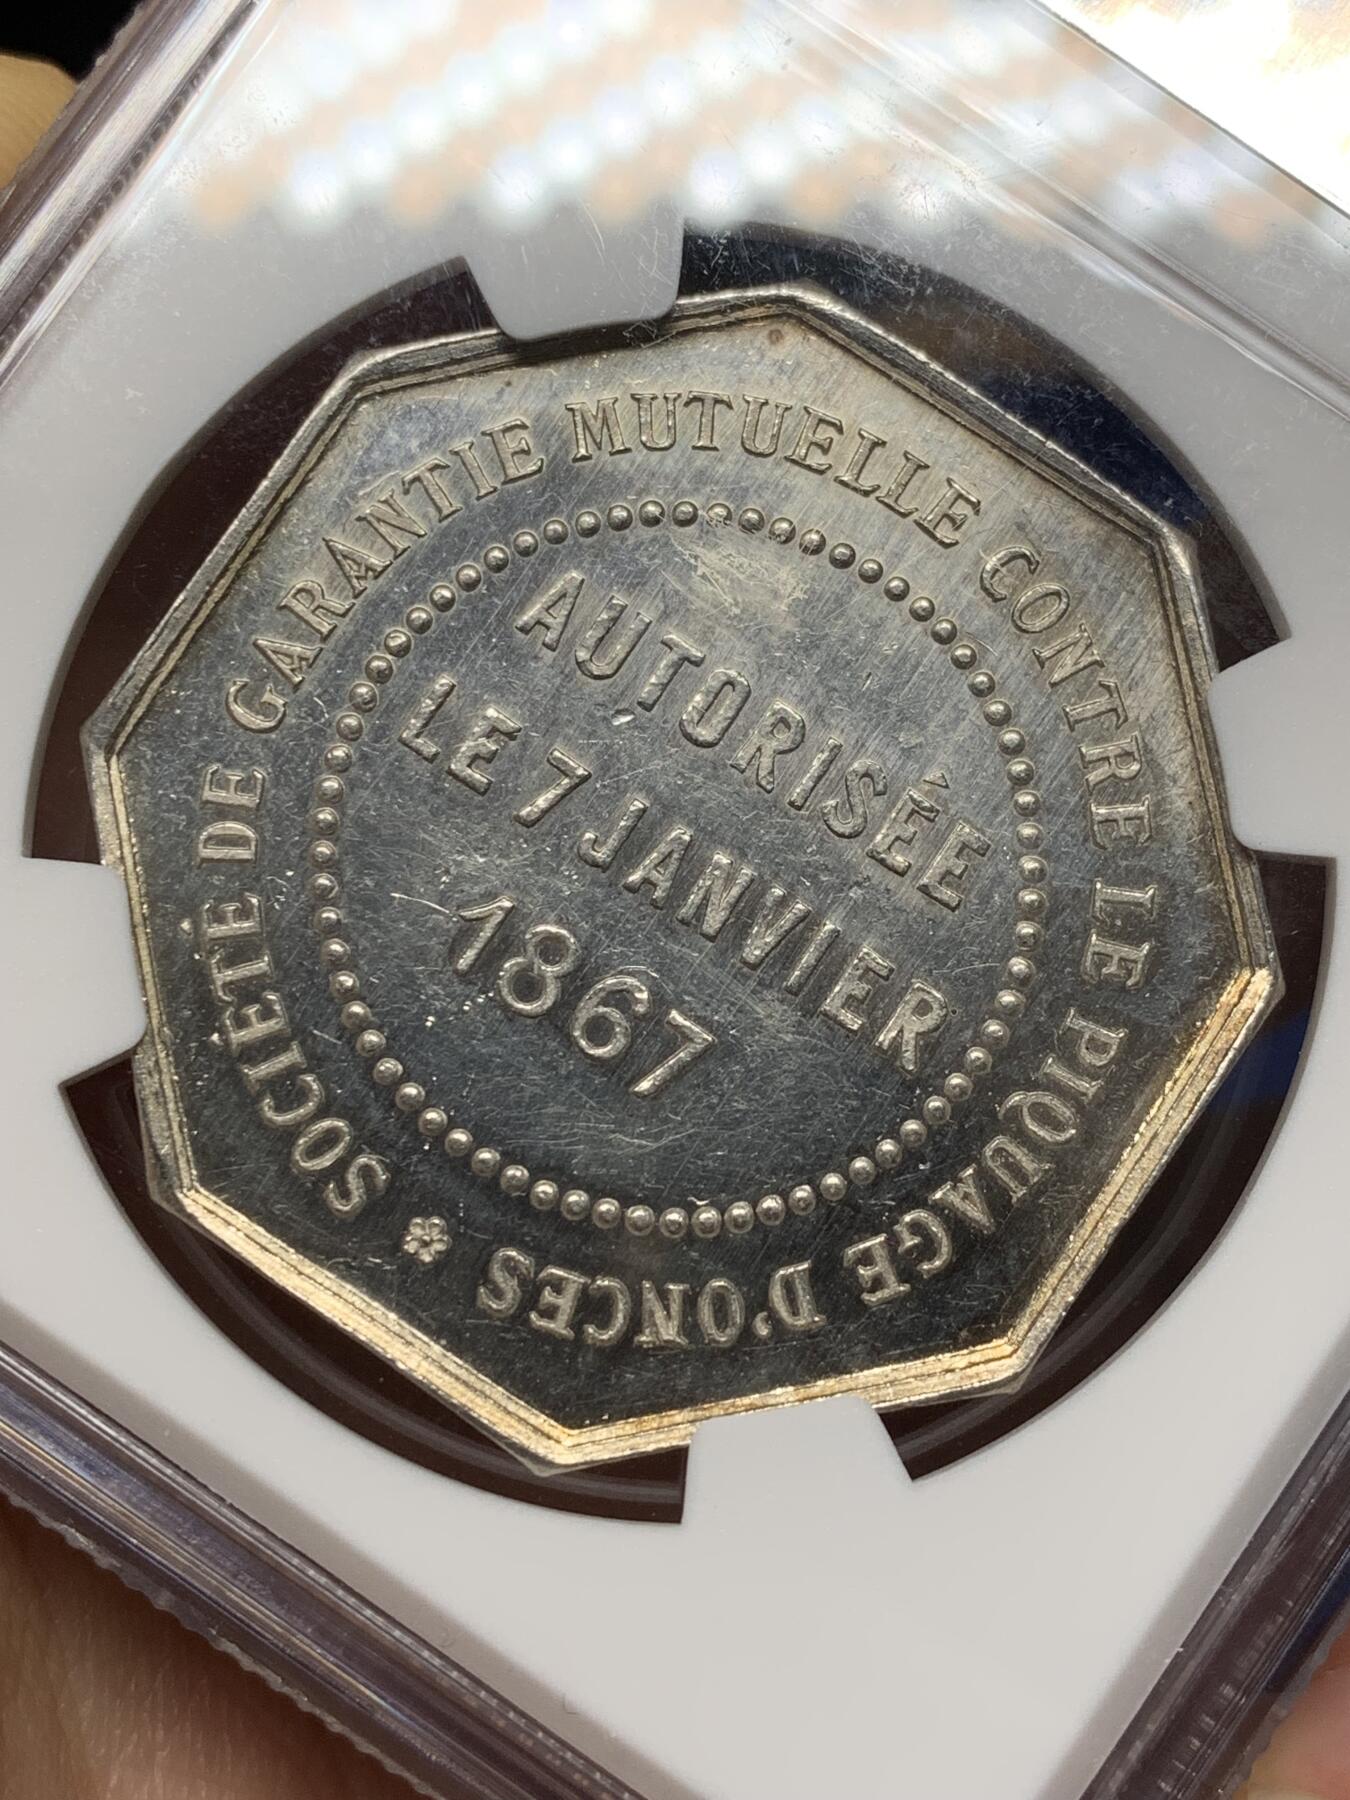 SOCIÉTÉ DE GARANTIE MUTUELLE CONTRE LE PIQUAGE D'ONCES
AUTORISÉE
LE 7 JANVIER
1867